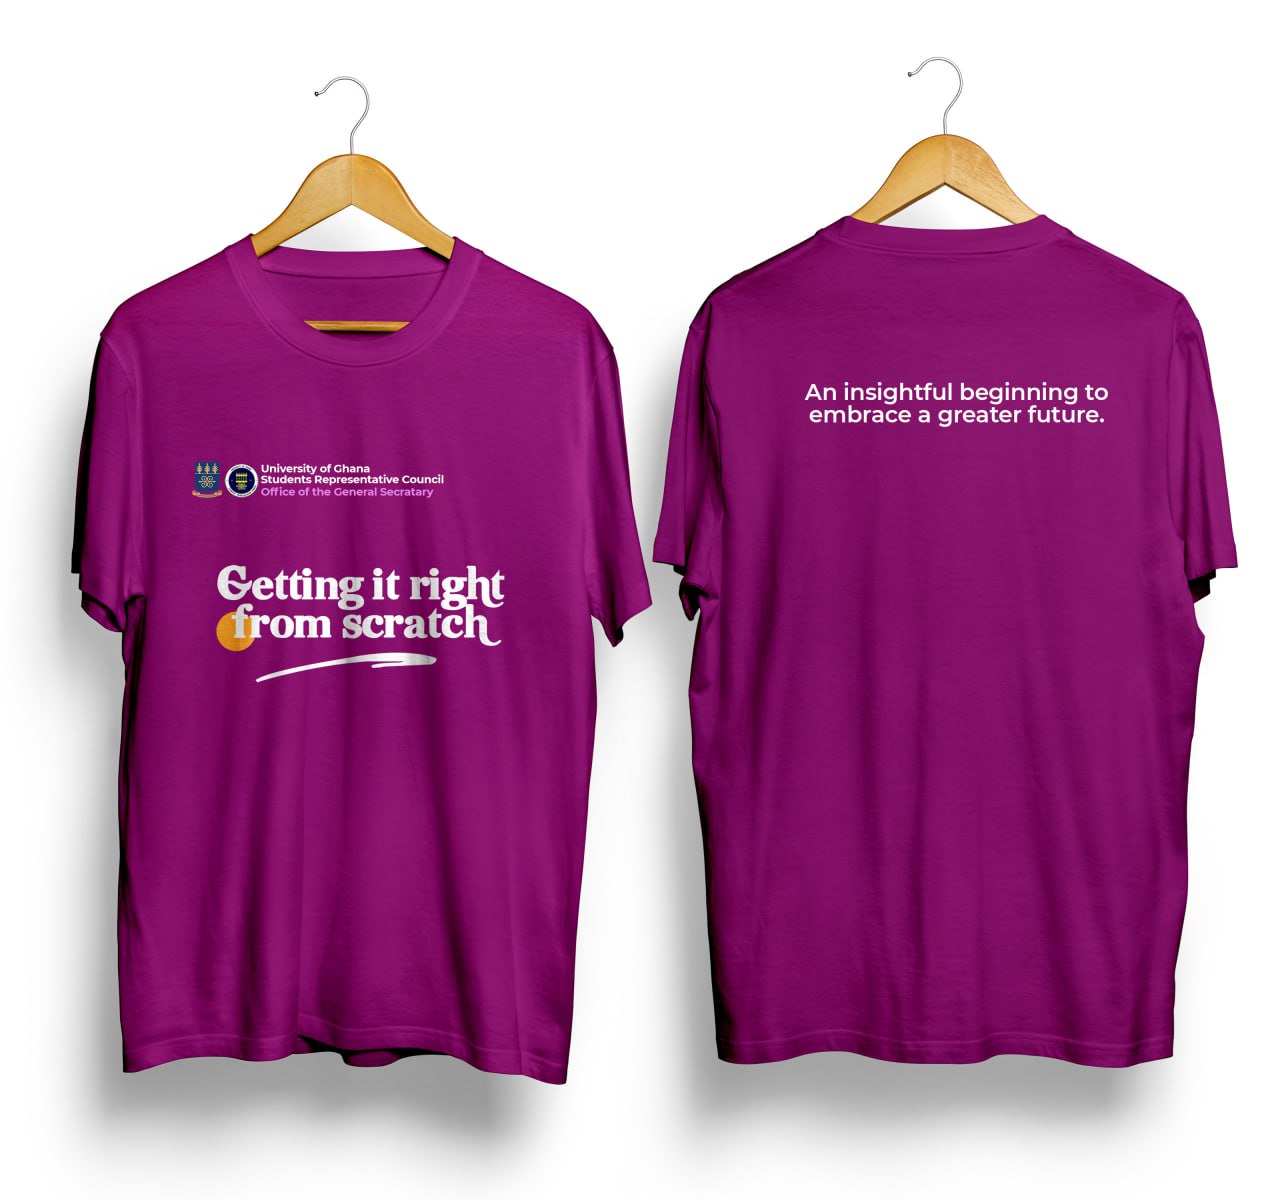 University of Ghana
Students Representative Council
Office of the General Secratary
Getting it right
from scratch
An insightful beginning to
embrace a greater future.